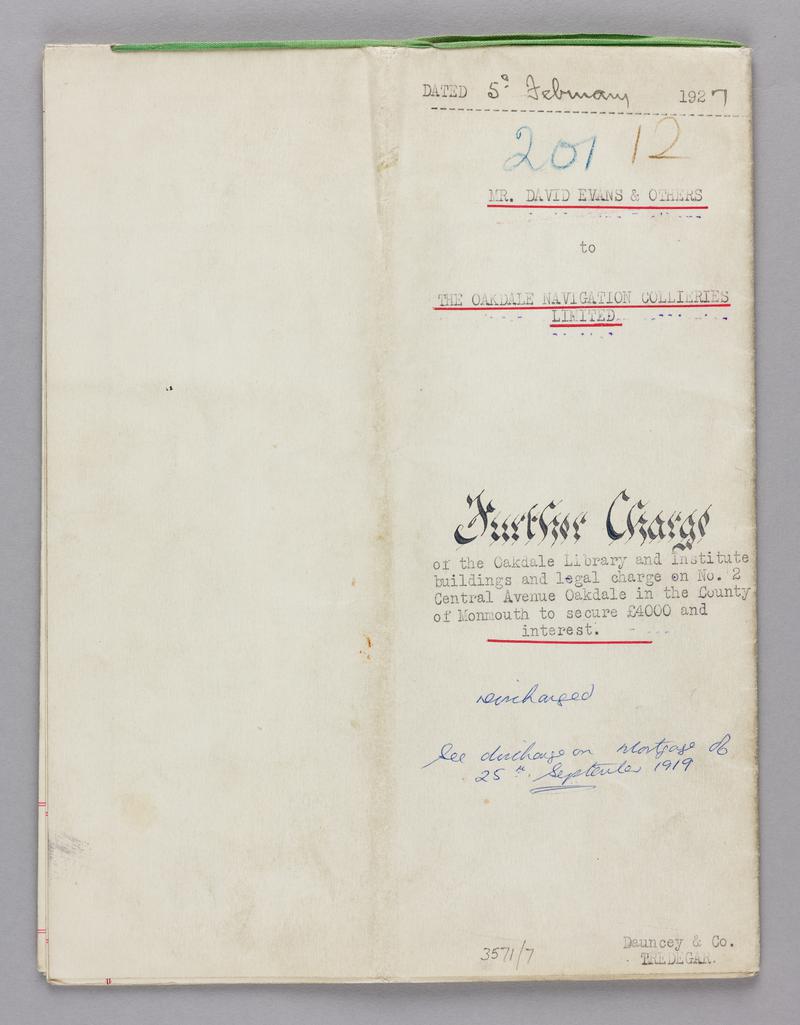 DATED 5ᵒ February 1927
201 12
MR. DAVID EVANS & OTHERS
to
THE OAKDALE NAVIGATION COLLIERIES
LIMITED
Further Charge
of the Oakdale Library and Institute
buildings and legal charge on No. 2
Central Avenue Oakdale in the County
of Monmouth to secure £4000 and
interest.
Discharged
See discharge on Mortgage of
25th. September 1919
3571/7
Dauncey & Co.
TREDEGAR.